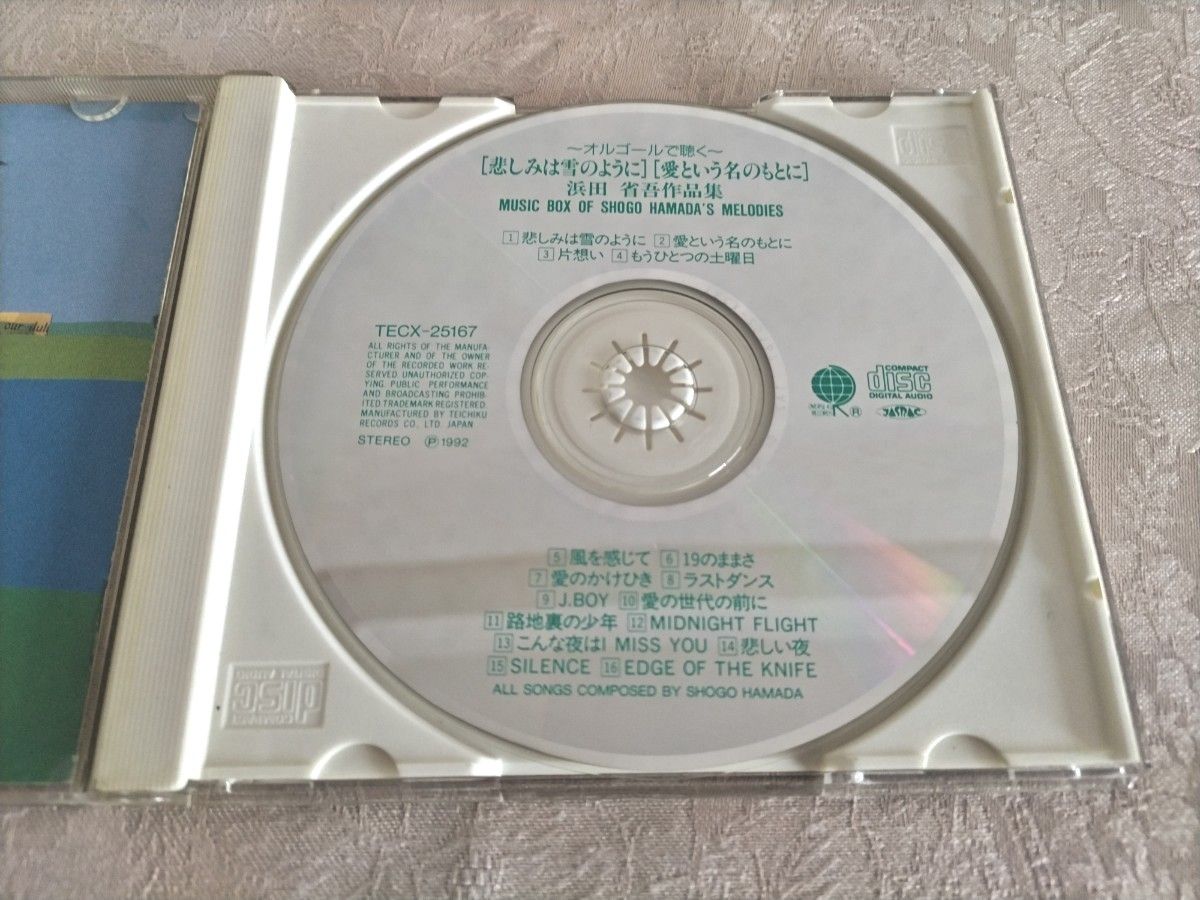 ～オルゴールで聴く～
[悲しみは雪のように] [愛という名のもとに]
浜田 省吾作品集
MUSIC BOX OF SHOGO HAMADA'S MELODIES
1 悲しみは雪のように 2 愛という名のもとに
3 片想い 4 もうひとつの土曜日
our
TECX-25167
ALL RIGHTS OF THE MANUFA-
CTURER AND OF THE OWNER
OF THE RECORDED WORK RE-
SERVED UNAUTHORIZED COP-
YING. PUBLIC PERFORMANCE
AND BROADCASTING PROHIB-
ITED TRADEMARK REGISTERED.
MANUFACTURED BY TEICHIKU
RECORDS CO., LTD. JAPAN
STEREO Ⓟ1992
R
COMPACT
disc
DIGITAL AUDIO
JASRAC
5 風を感じて 6 19のままさ
7 愛のかけひき 8 ラストダンス
9 J.BOY 10 愛の世代の前に
11 路地裏の少年 12 MIDNIGHT FLIGHT
13 こんな夜はI MISS YOU 14 悲しい夜
15 SILENCE 16 EDGE OF THE KNIFE
ALL SONGS COMPOSED BY SHOGO HAMADA
COMPACT
disc
DIGITAL AUDIO